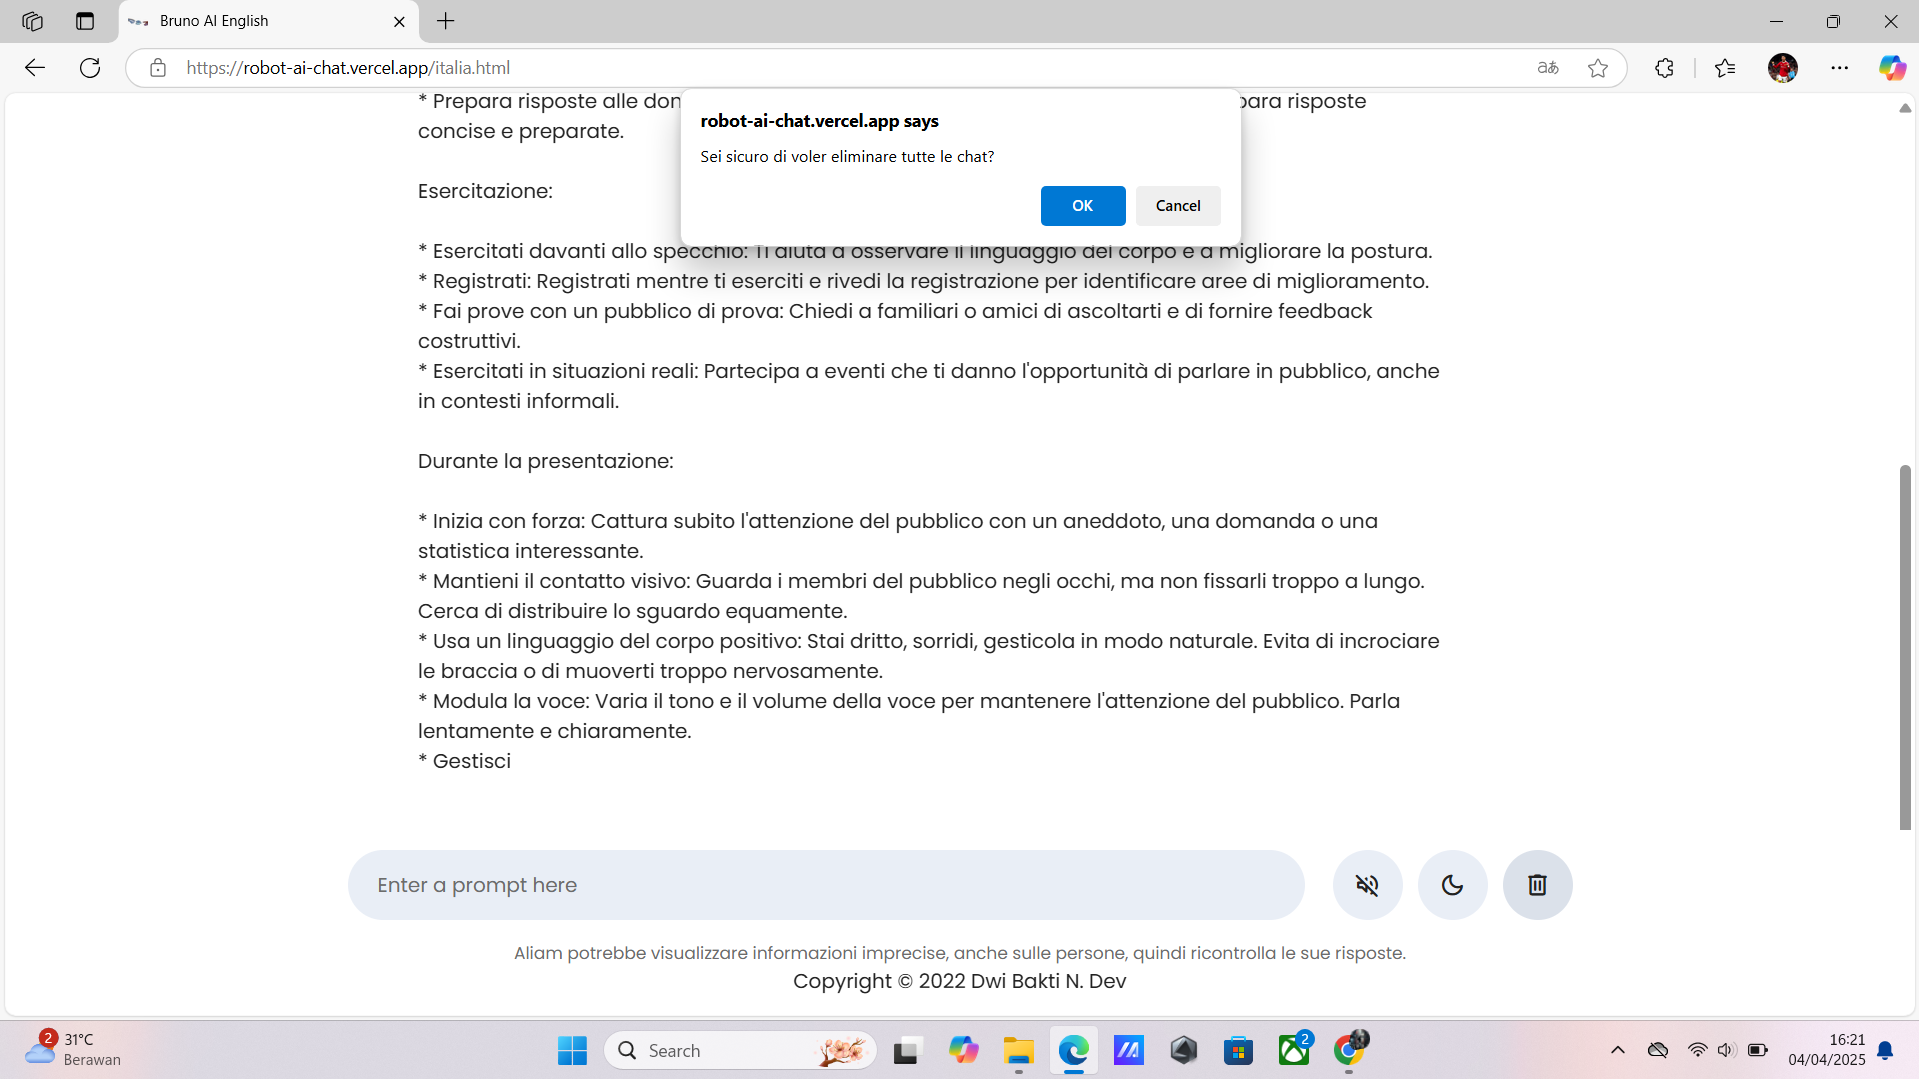 Bruno AI English
https://robot-ai-chat.vercel.app/italia.html
robot-ai-chat.vercel.app says
Sei sicuro di voler eliminare tutte le chat?
OK
Cancel
* Prepara risposte alle para risposte
concise e preparate.
Esercitazione:
* Esercitati davanti allo specchio: Ti aiuta a osservare il linguaggio del corpo e a migliorare la postura.
* Registrati: Registrati mentre ti eserciti e rivedi la registrazione per identificare aree di miglioramento.
* Fai prove con un pubblico di prova: Chiedi a familiari o amici di ascoltarti e di fornire feedback
costruttivi.
* Esercitati in situazioni reali: Partecipa a eventi che ti danno l'opportunità di parlare in pubblico, anche
in contesti informali.
Durante la presentazione:
* Inizia con forza: Cattura subito l'attenzione del pubblico con un aneddoto, una domanda o una
statistica interessante.
* Mantieni il contatto visivo: Guarda i membri del pubblico negli occhi, ma non fissarli troppo a lungo.
Cerca di distribuire lo sguardo equamente.
* Usa un linguaggio del corpo positivo: Stai dritto, sorridi, gesticola in modo naturale. Evita di incrociare
le braccia o di muoverti troppo nervosamente.
* Modula la voce: Varia il tono e il volume della voce per mantenere l'attenzione del pubblico. Parla
lentamente e chiaramente.
* Gestisci
Enter a prompt here
Aliam potrebbe visualizzare informazioni imprecise, anche sulle persone, quindi ricontrolla le sue risposte.
Copyright © 2022 Dwi Bakti N. Dev
2
31°C
Berawan
Search
2
16:21
04/04/2025